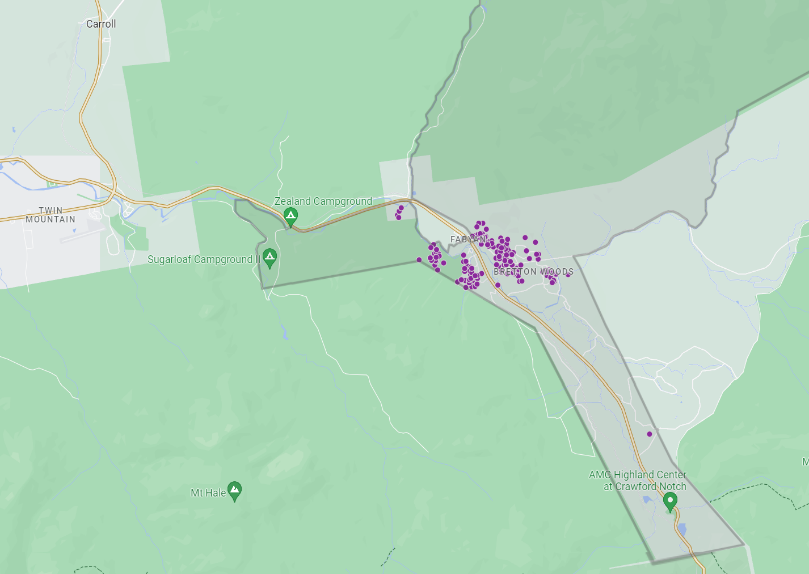 Carroll
Zealand Campground
TWIN
MOUNTAIN
Sugarloaf Campground II
BRETTON WOODS
AMC Highland Center
at Crawford Notch
Mt Hale
M